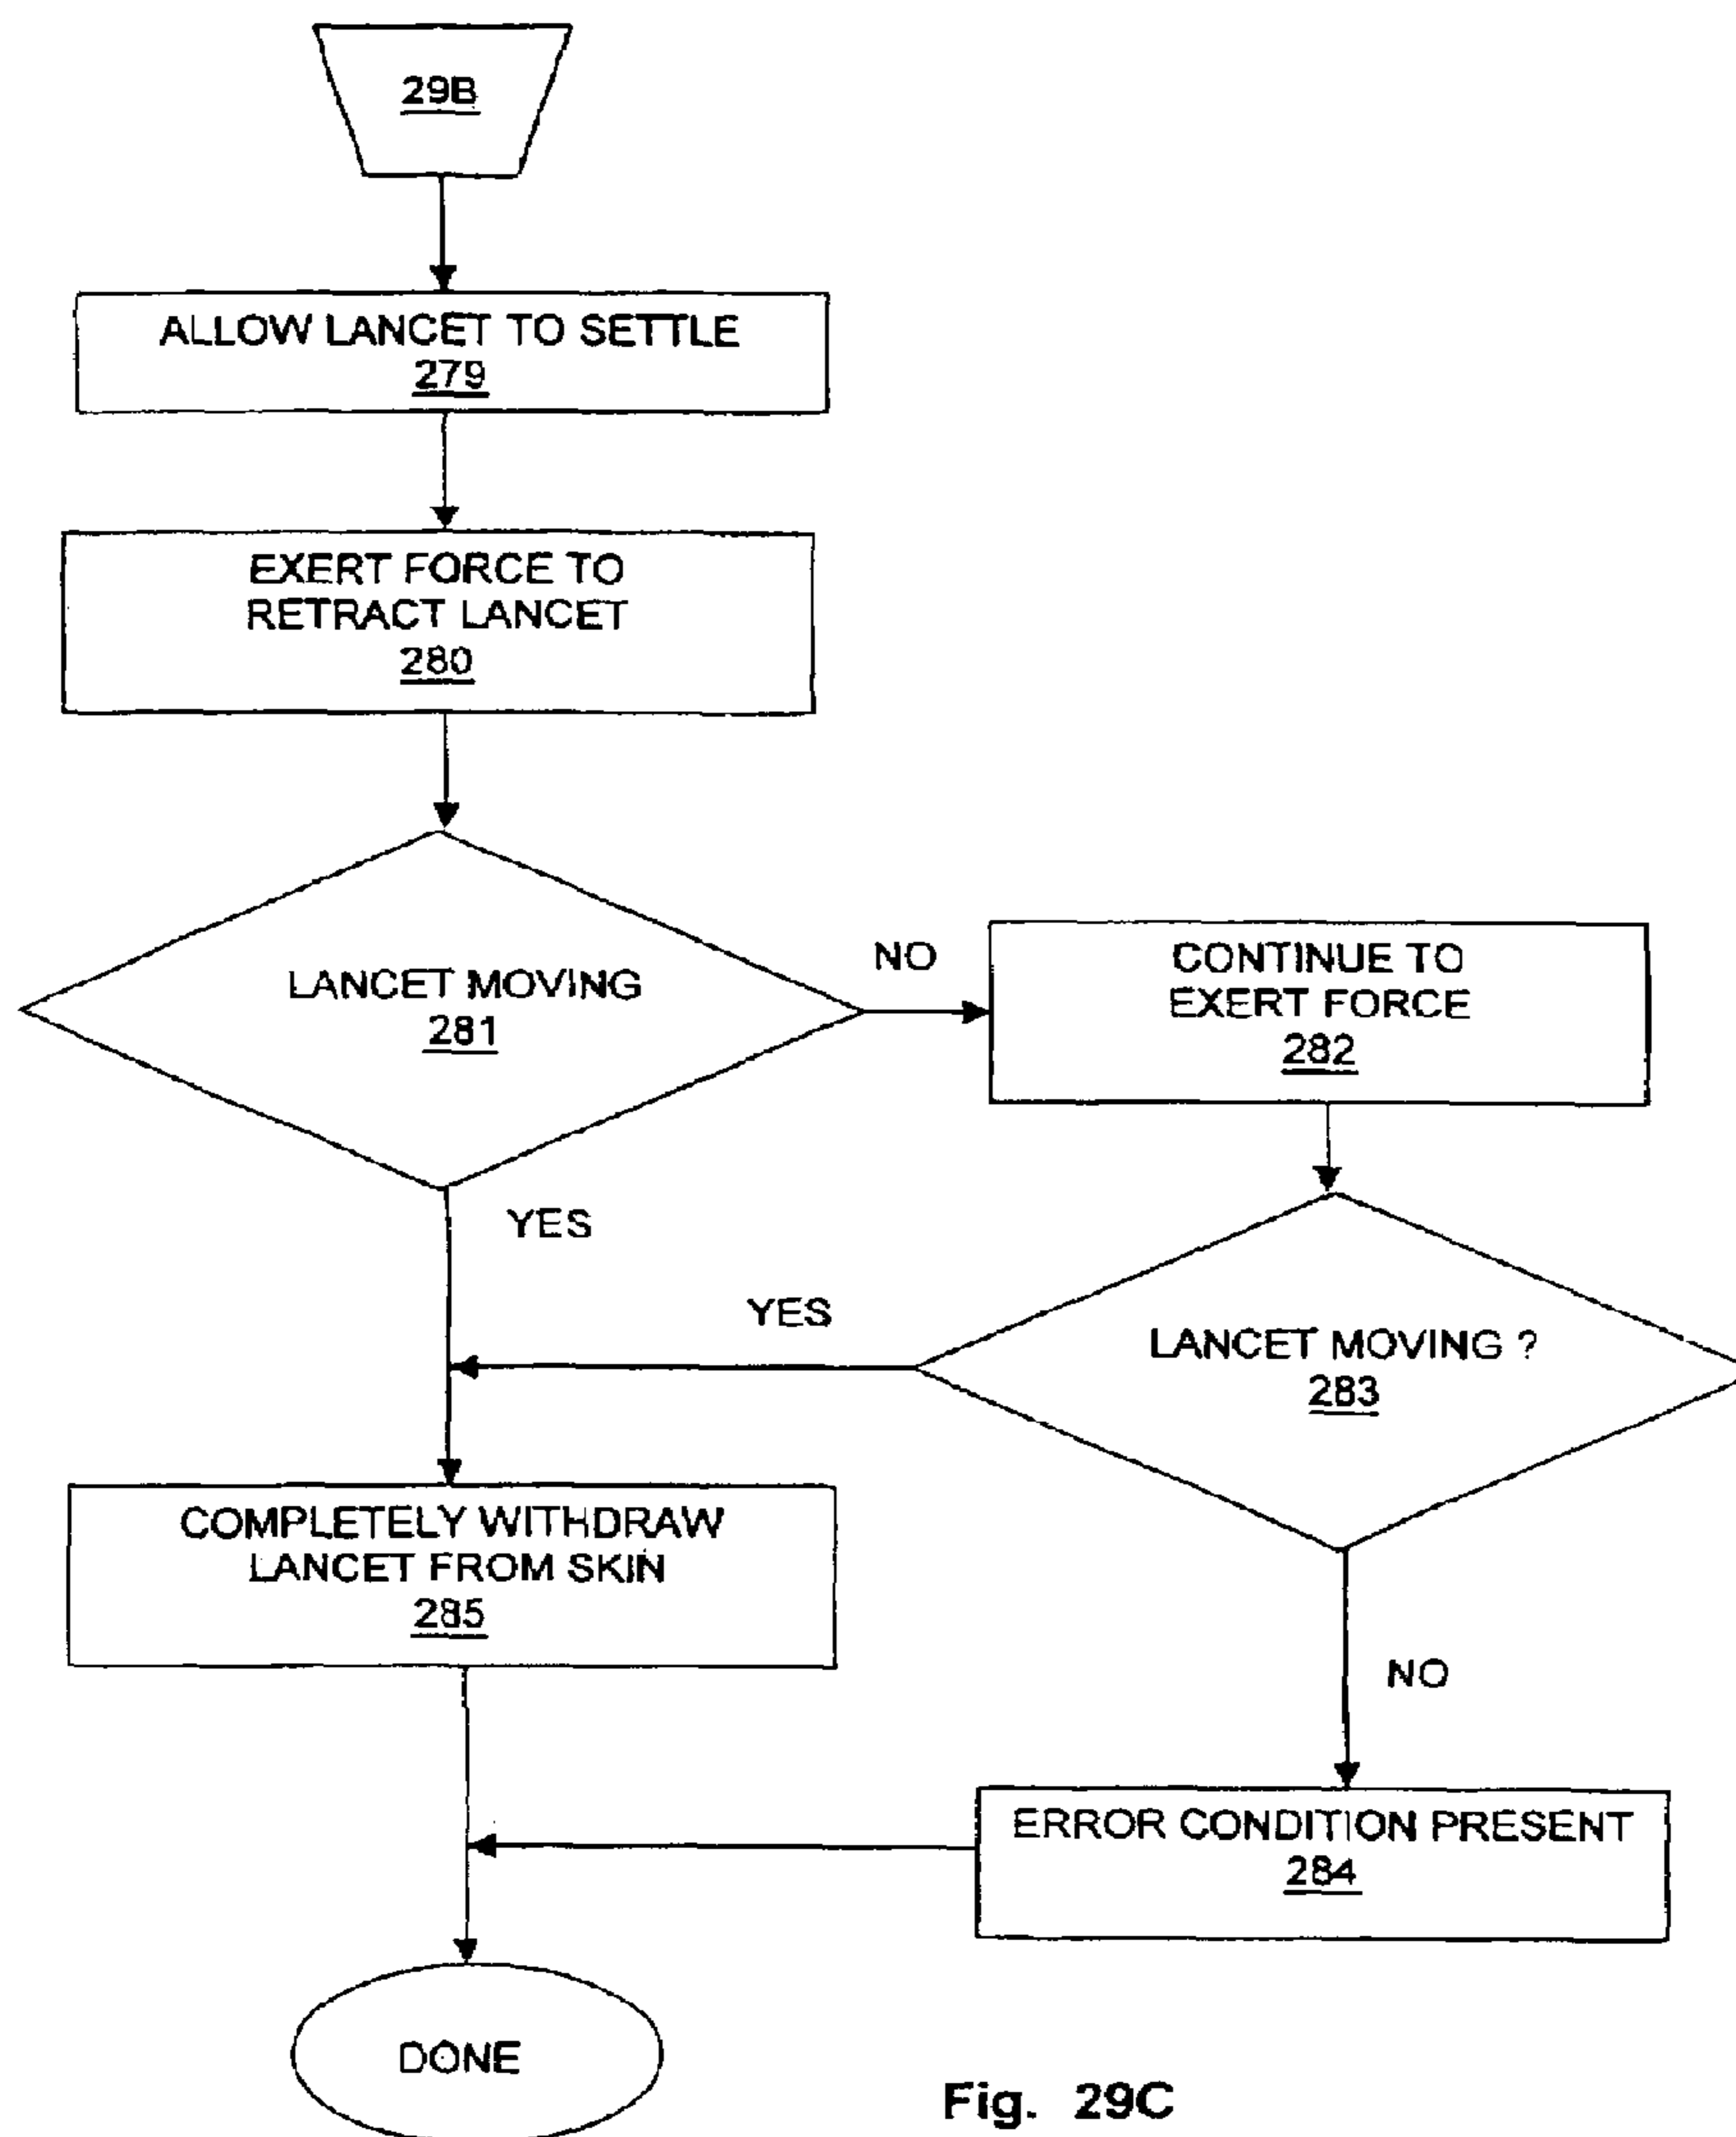 29B
ALLOW LANCET TO SETTLE
279
EXERT FORCE TO
RETRACT LANCET
280
LANCET MOVING
281
NO
CONTINUE TO
EXERT FORCE
282
YES
YES
LANCET MOVING ?
283
COMPLETELY WITHDRAW
LANCET FROM SKIN
285
NO
ERROR CONDITION PRESENT
284
DONE
Fig. 29C